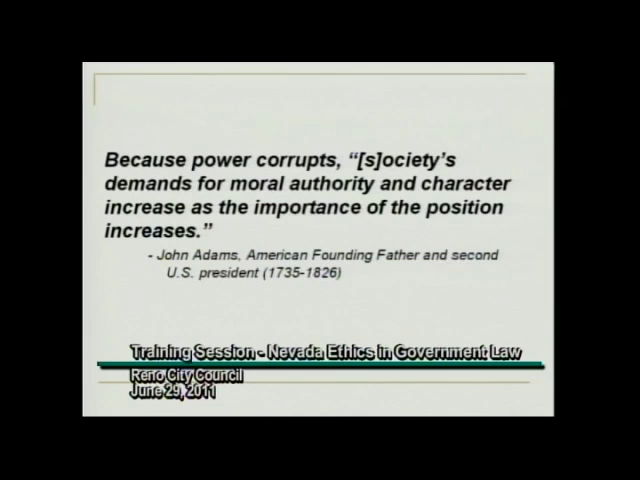 Because power corrupts, “[s]ociety’s
demands for moral authority and character
increase as the importance of the position
increases.”
- John Adams, American Founding Father and second
U.S. president (1735-1826)
Training Session - Nevada Ethics in Government Law
Reno City Council
June 29, 2011